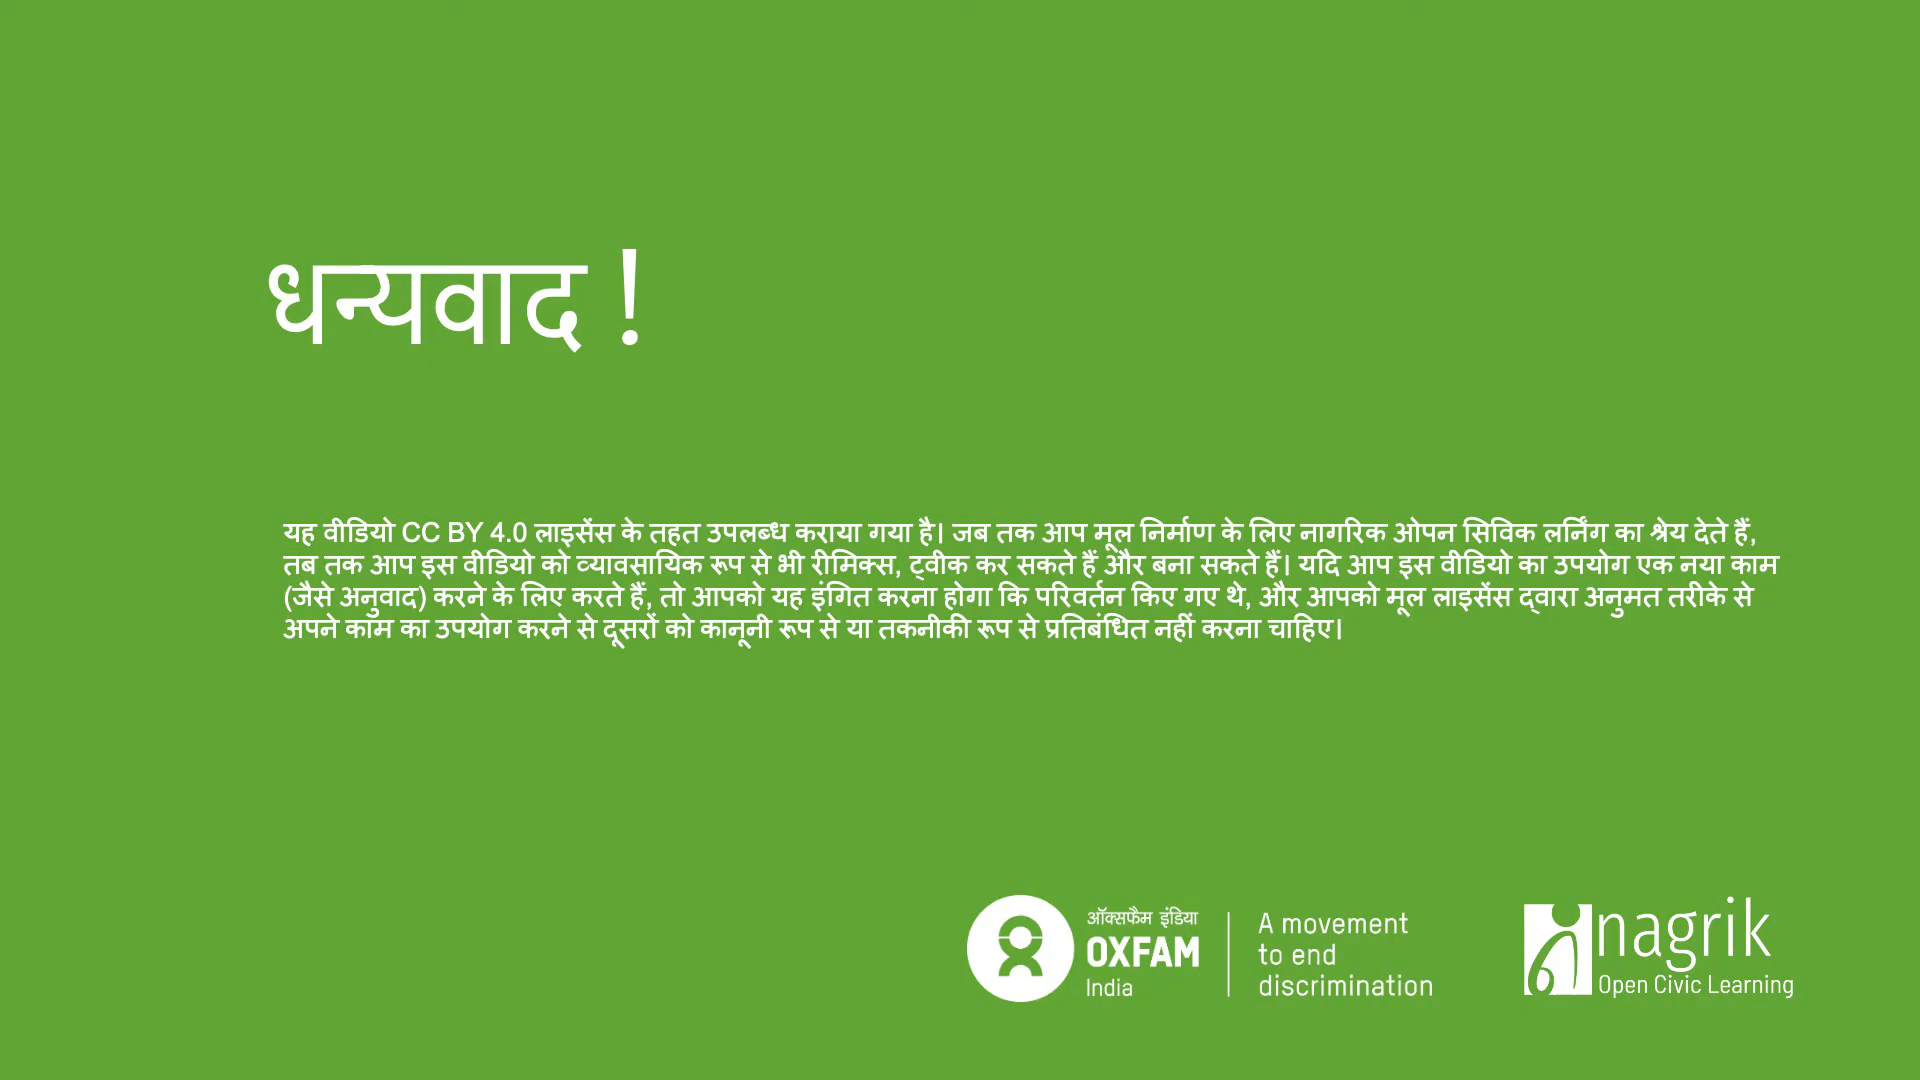 धन्यवाद !
यह वीडियो CC BY 4.0 लाइसेंस के तहत उपलब्ध कराया गया है। जब तक आप मूल निर्माण के लिए नागरिक ओपन सिविक लर्निंग का श्रेय देते हैं,
तब तक आप इस वीडियो को व्यावसायिक रूप से भी रीमिक्स, ट्वीक कर सकते हैं और बना सकते हैं। यदि आप इस वीडियो का उपयोग एक नया काम
(जैसे अनुवाद) करने के लिए करते हैं, तो आपको यह इंगित करना होगा कि परिवर्तन किए गए थे, और आपको मूल लाइसेंस द्वारा अनुमत तरीके से
अपने काम का उपयोग करने से दूसरों को कानूनी रूप से या तकनीकी रूप से प्रतिबंधित नहीं करना चाहिए।
ऑक्सफैम इंडिया
OXFAM
India
A movement
to end
discrimination
nagrik
Open Civic Learning